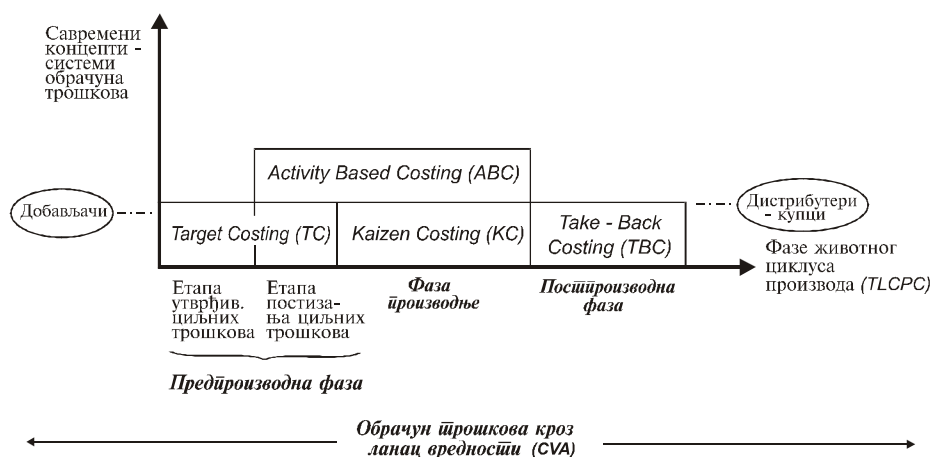 Савремени
концепти -
системи
обрачуна
трошкова
Activity Based Costing (ABC)
Добављачи
Target Costing (TC)
Kaizen Costing (KC)
Take - Back
Costing (TBC)
Дистрибутери
- купци
Фазе животног
циклуса
производа (TLCPC)
Етапа
утврђив.
циљних
трошкова
Етапа
постиза-
ња циљних
трошкова
Фаза
производње
Постпроизводна
фаза
Предпроизводна фаза
Обрачун трошкова кроз
ланац вредности (CVA)